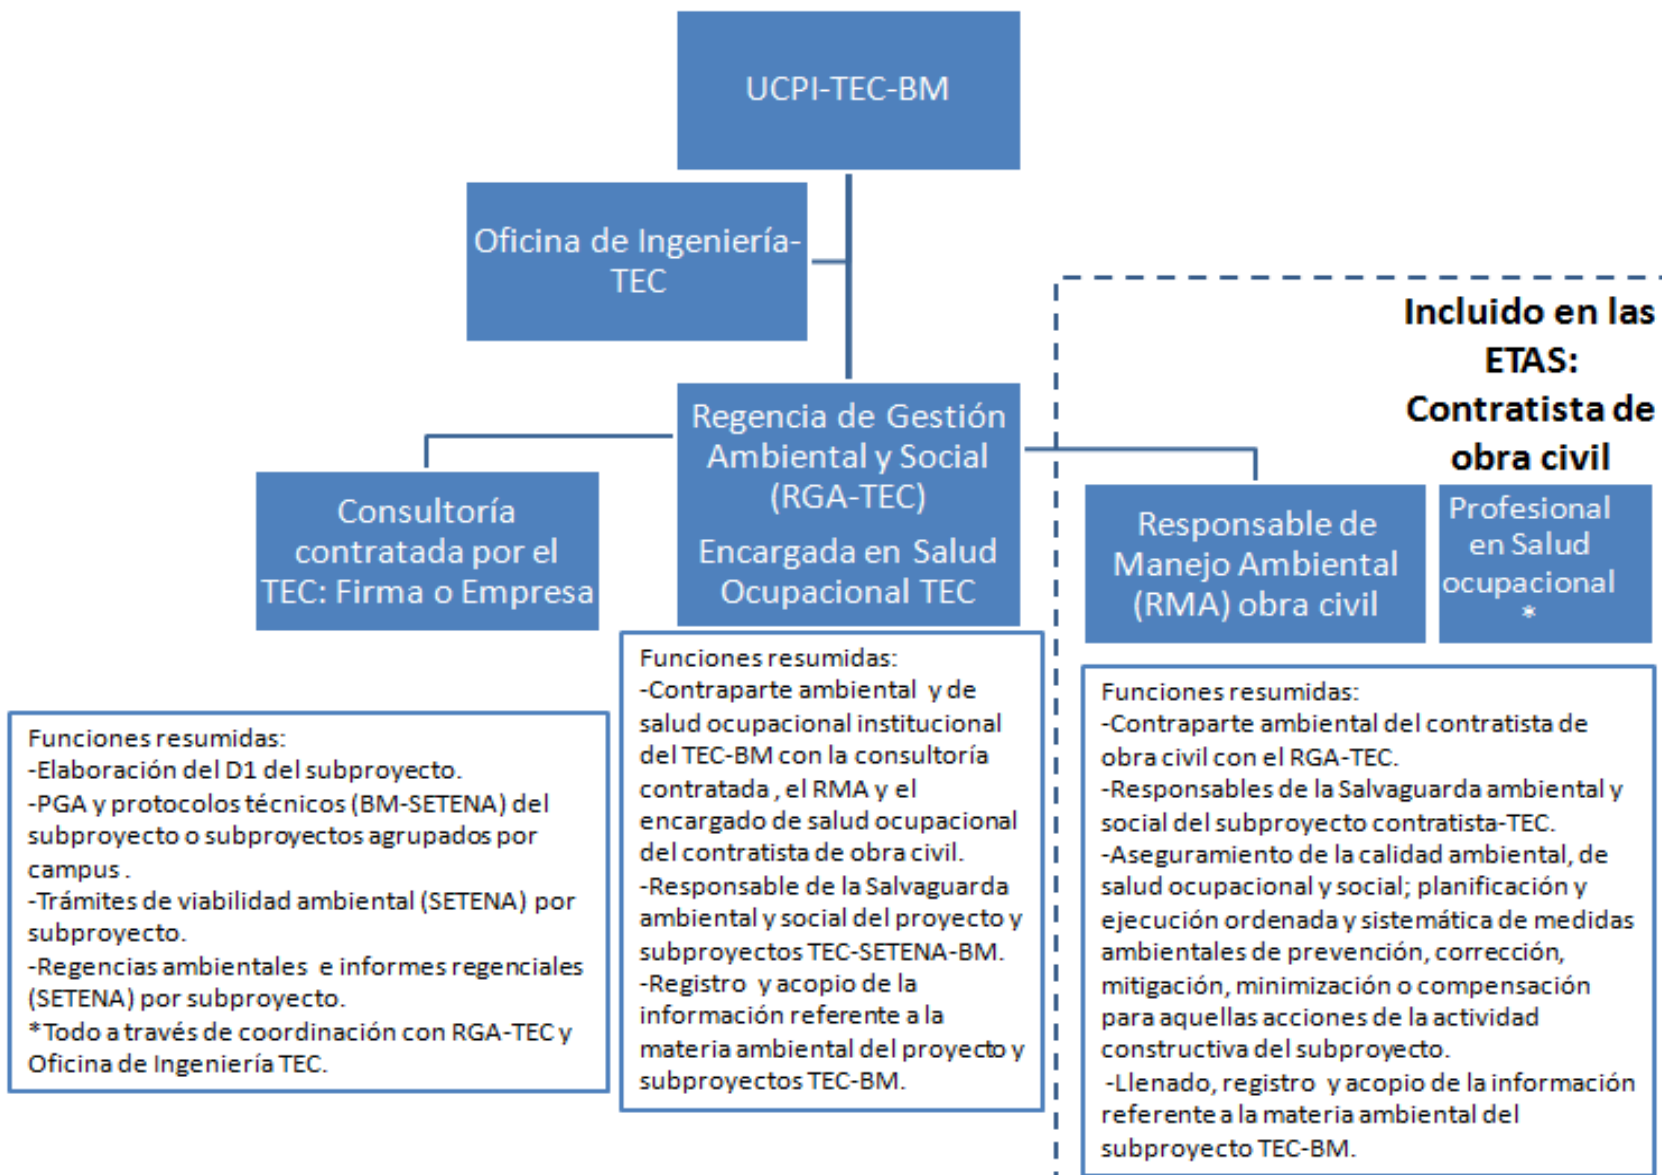 UCPI-TEC-BM
Oficina de Ingeniería-
TEC
Incluido en las
ETAS:
Contratista de
obra civil
Regencia de Gestión
Ambiental y Social
(RGA-TEC)
Encargada en Salud
Ocupacional TEC
Consultoría
contratada por el
TEC: Firma o Empresa
Responsable de
Manejo Ambiental
(RMA) obra civil
Profesional
en Salud
ocupacional
*
Funciones resumidas:
-Elaboración del D1 del subproyecto.
-PGA y protocolos técnicos (BM-SETENA) del
subproyecto o subproyectos agrupados por
campus .
-Trámites de viabilidad ambiental (SETENA) por
subproyecto.
-Regencias ambientales e informes regenciales
(SETENA) por subproyecto.
*Todo a través de coordinación con RGA-TEC y
Oficina de Ingeniería TEC.
Funciones resumidas:
-Contraparte ambiental y de
salud ocupacional institucional
del TEC-BM con la consultoría
contratada , el RMA y el
encargado de salud ocupacional
del contratista de obra civil.
-Responsable de la Salvaguarda
ambiental y social del proyecto y
subproyectos TEC-SETENA-BM.
-Registro y acopio de la
información referente a la
materia ambiental del proyecto y
subproyectos TEC-BM.
Funciones resumidas:
-Contraparte ambiental del contratista de
obra civil con el RGA-TEC.
-Responsables de la Salvaguarda ambiental y
social del subproyecto contratista-TEC.
-Aseguramiento de la calidad ambiental, de
salud ocupacional y social; planificación y
ejecución ordenada y sistemática de medidas
ambientales de prevención, corrección,
mitigación, minimización o compensación
para aquellas acciones de la actividad
constructiva del subproyecto.
-Llenado, registro y acopio de la información
referente a la materia ambiental del
subproyecto TEC-BM.